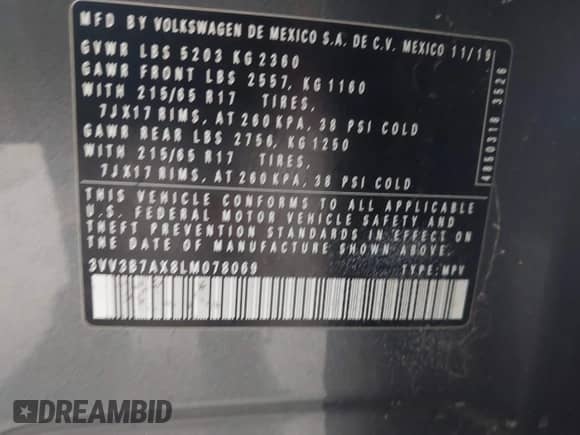 MFD BY VOLKSWAGEN DE MEXICO S.A. DE C.V. MEXICO 11/19
GVWR LBS 5203 KG 2360
GAWR FRONT LBS 2557, KG 1160
WITH 215/65 R17 TIRES,
7JX17 RIMS, AT 260 KPA, 38 PSI COLD
GAWR REAR LBS 2756, KG 1250
WITH 215/65 R17 TIRES,
7JX17 RIMS, AT 260 KPA, 38 PSI COLD
THIS VEHICLE CONFORMS TO ALL APPLICABLE
U.S. FEDERAL MOTOR VEHICLE SAFETY AND
THEFT PREVENTION STANDARDS IN EFFECT ON
THE DATE OF MANUFACTURE SHOWN ABOVE.
3VV3B7AX8LM078069 TYPE: MPV
4850318 3526
DREAMBID